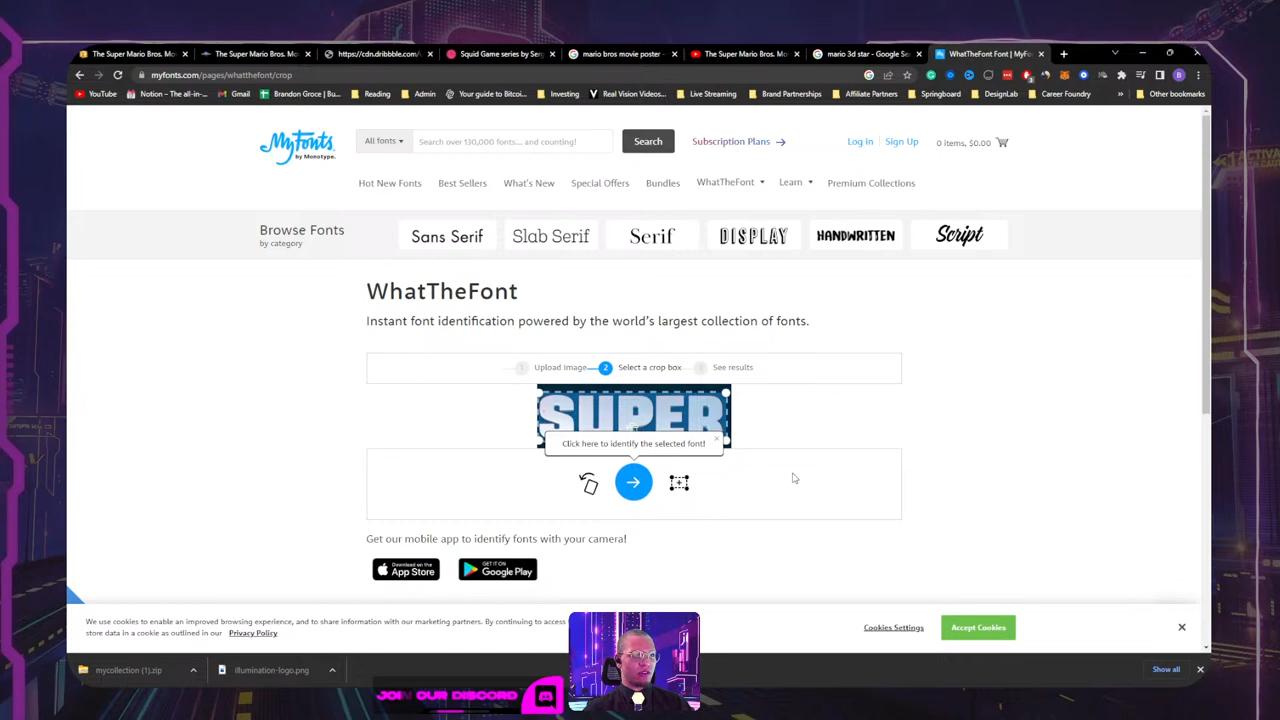 The Super Mario Bros. Mov
The Super Mario Bros. Mov
https://cdn.dribbble.com/
Squid Game series by Serg
mario bros movie poster -
The Super Mario Bros. M
mario 3d star - Google Se
WhatTheFont Font | MyFo
myfonts.com/pages/whatthefont/crop
YouTube
Notion – The all-in-...
Gmail
Brandon Groce | Bu...
Reading
Admin
Your guide to Bitcoi...
Investing
Real Vision Videos...
Live Streaming
Brand Partnerships
Affiliate Partners
Springboard
DesignLab
Career Foundry
Other bookmarks
MyFonts
by Monotype.
All fonts
Search over 130,000 fonts.... and counting!
Search
Subscription Plans
Log in
Sign Up
0 items, $0.00
Hot New Fonts
Best Sellers
What's New
Special Offers
Bundles
WhatTheFont
Learn
Premium Collections
Browse Fonts
by category
Sans Serif
Slab Serif
Serif
DISPLAY
HANDWRITTEN
Script
WhatTheFont
Instant font identification powered by the world's largest collection of fonts.
1 Upload Image
2 Select a crop box
See results
SUPER
Click here to identify the selected font!
Get our mobile app to identify fonts with your camera!
Download on the App Store
GET IT ON Google Play
We use cookies to enable an improved browsing experience, and to share information with our marketing partners. By continuing to access
store data in a cookie as outlined in our Privacy Policy
Cookies Settings
Accept Cookies
mycollection (1).zip
illumination-logo.png
Show all
JOIN OUR DISCORD